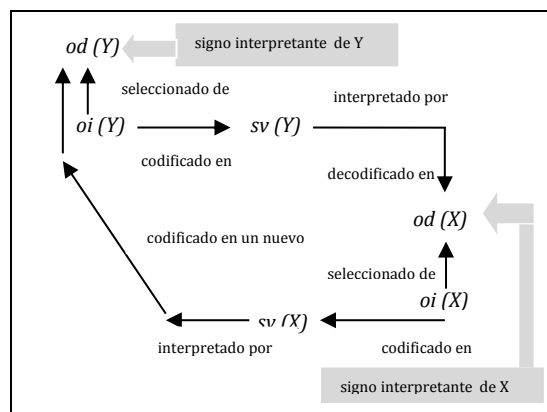 od (Y)
signo interpretante de Y
seleccionado de
interpretado por
oi (Y)
sv (Y)
codificado en
decodificado en
od (X)
codificado en un nuevo
seleccionado de
oi (X)
sv (X)
interpretado por
codificado en
signo interpretante de X